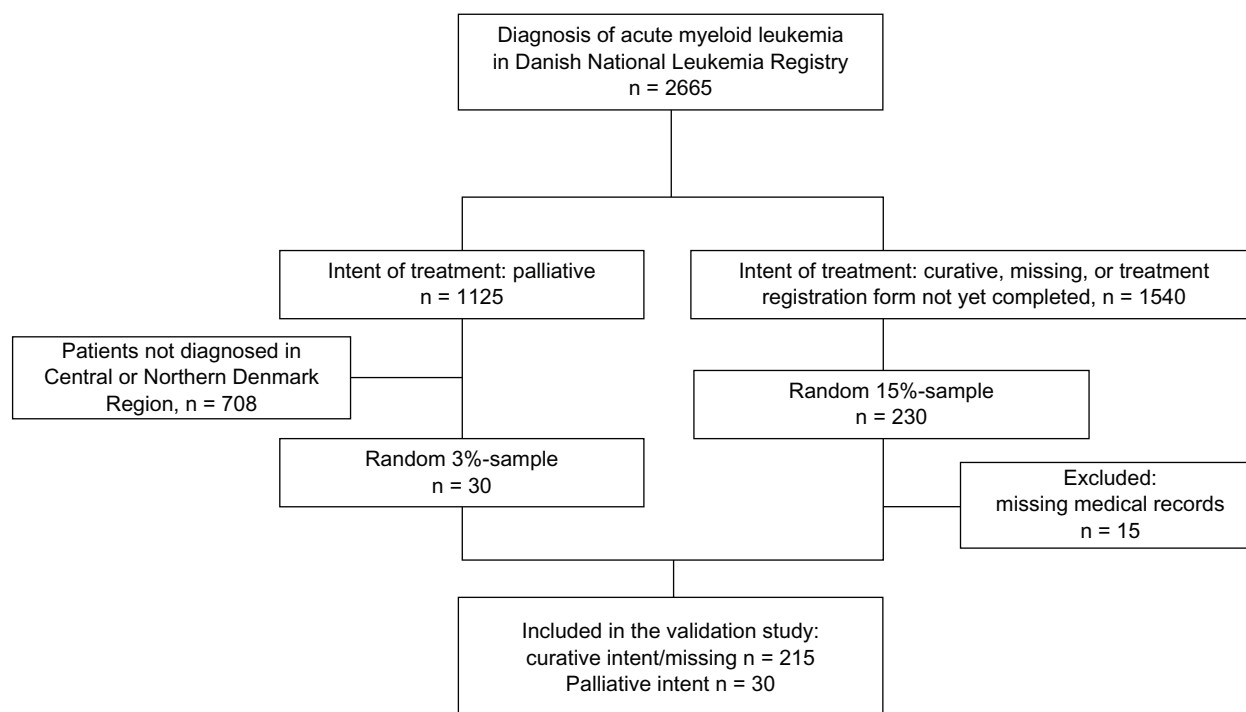 Diagnosis of acute myeloid leukemia
in Danish National Leukemia Registry
n = 2665
Intent of treatment: palliative
n = 1125
Intent of treatment: curative, missing, or treatment
registration form not yet completed, n = 1540
Patients not diagnosed in
Central or Northern Denmark
Region, n = 708
Random 15%-sample
n = 230
Random 3%-sample
n = 30
Excluded:
missing medical records
n = 15
Included in the validation study:
curative intent/missing n = 215
Palliative intent n = 30